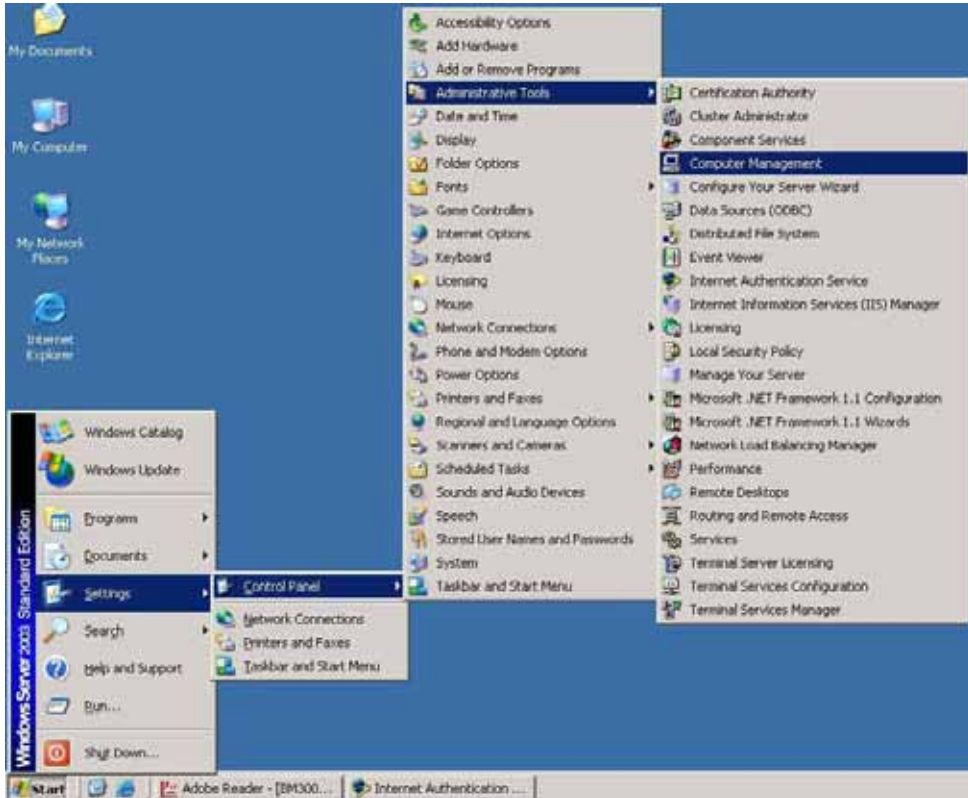 My Documents
My Computer
My Network
Places
Internet
Explorer
Windows Server 2003 Standard Edition
Windows Catalog
Windows Update
Programs
Documents
Settings
Search
Help and Support
Run...
Shut Down...
Control Panel
Network Connections
Printers and Faxes
Taskbar and Start Menu
Accessibility Options
Add Hardware
Add or Remove Programs
Administrative Tools
Date and Time
Display
Folder Options
Fonts
Game Controllers
Internet Options
Keyboard
Licensing
Mouse
Network Connections
Phone and Modem Options
Power Options
Printers and Faxes
Regional and Language Options
Scanners and Cameras
Scheduled Tasks
Sounds and Audio Devices
Speech
Stored User Names and Passwords
System
Taskbar and Start Menu
Certification Authority
Cluster Administrator
Component Services
Computer Management
Configure Your Server Wizard
Data Sources (ODBC)
Distributed File System
Event Viewer
Internet Authentication Service
Internet Information Services (IIS) Manager
Licensing
Local Security Policy
Manage Your Server
Microsoft .NET Framework 1.1 Configuration
Microsoft .NET Framework 1.1 Wizards
Network Load Balancing Manager
Performance
Remote Desktops
Routing and Remote Access
Services
Terminal Server Licensing
Terminal Services Configuration
Terminal Services Manager
Start
Adobe Reader - [BM300...
Internet Authentication ...